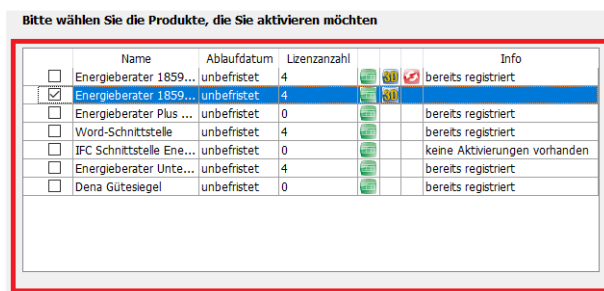 Bitte wählen Sie die Produkte, die Sie aktivieren möchten
Name Ablaufdatum Lizenzanzahl Info
Energieberater 1859... unbefristet 4 3D bereits registriert
Energieberater 1859... unbefristet 4 3D
Energieberater Plus ... unbefristet 0 bereits registriert
Word-Schnittstelle unbefristet 4 bereits registriert
IFC Schnittstelle Ene... unbefristet 0 keine Aktivierungen vorhanden
Energieberater Unte... unbefristet 4 bereits registriert
Dena Gütesiegel unbefristet 0 bereits registriert